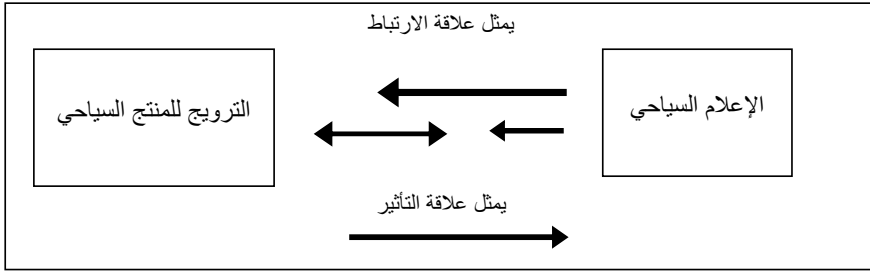 يمثل علاقة الارتباط
الإعلام السياحي
الترويج للمنتج السياحي
يمثل علاقة التأثير